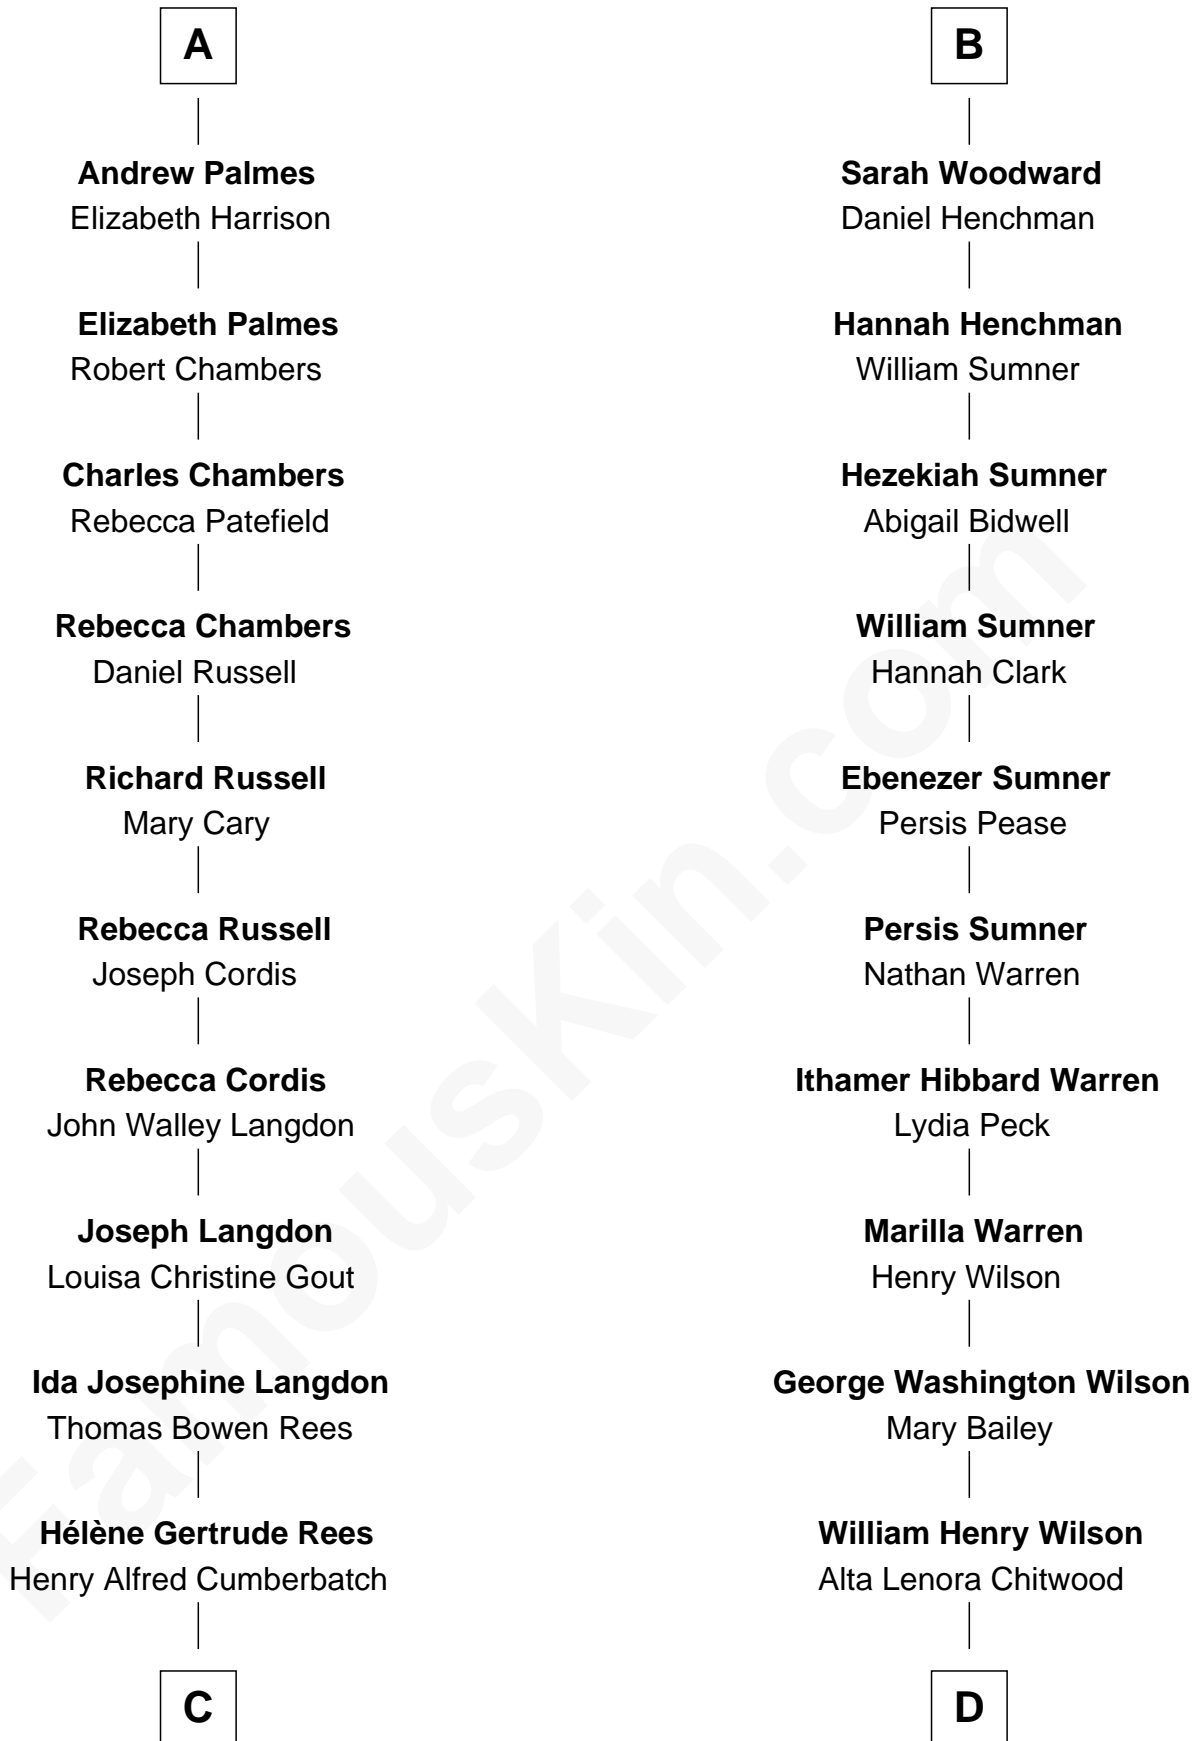 A
Andrew Palmes
Elizabeth Harrison
Elizabeth Palmes
Robert Chambers
Charles Chambers
Rebecca Patefield
Rebecca Chambers
Daniel Russell
Richard Russell
Mary Cary
Rebecca Russell
Joseph Cordis
Rebecca Cordis
John Walley Langdon
Joseph Langdon
Louisa Christine Gout
Ida Josephine Langdon
Thomas Bowen Rees
Hélène Gertrude Rees
Henry Alfred Cumberbatch
C
B
Sarah Woodward
Daniel Henchman
Hannah Henchman
William Sumner
Hezekiah Sumner
Abigail Bidwell
William Sumner
Hannah Clark
Ebenezer Sumner
Persis Pease
Persis Sumner
Nathan Warren
Ithamer Hibbard Warren
Lydia Peck
Marilla Warren
Henry Wilson
George Washington Wilson
Mary Bailey
William Henry Wilson
Alta Lenora Chitwood
D
FamousKin.com